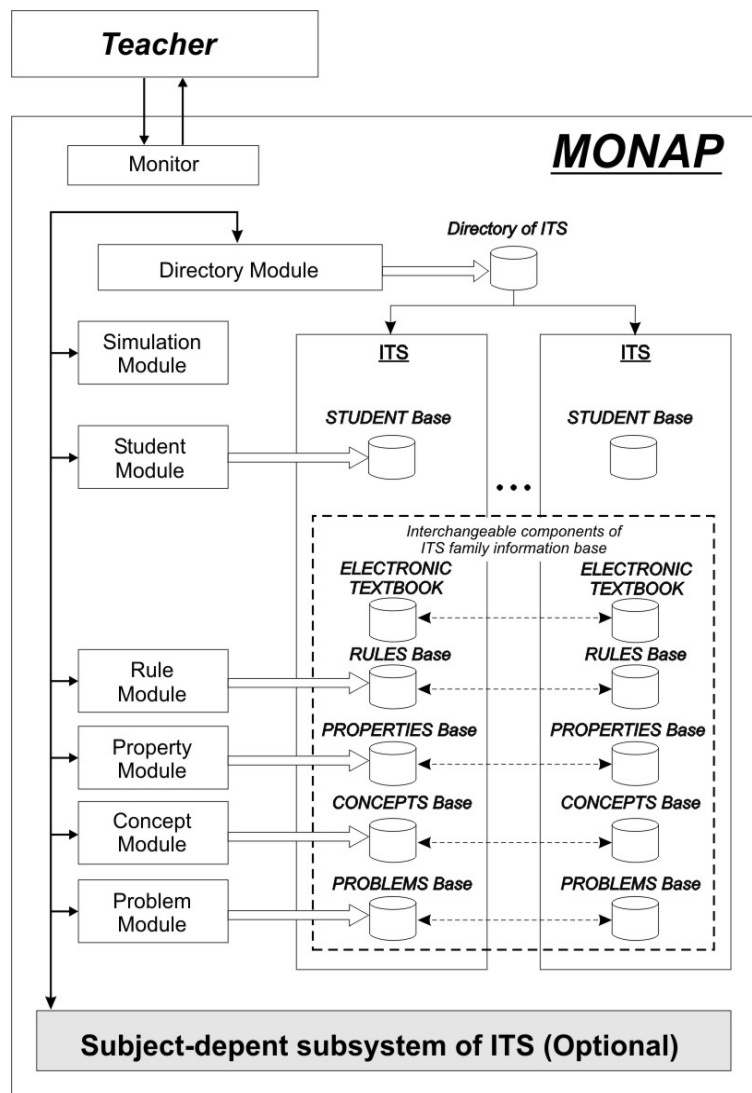 Teacher
MONAP
Monitor
Directory of ITS
Directory Module
Simulation
Module
ITS
ITS
STUDENT Base
STUDENT Base
Student
Module
...
Interchangeable components of
ITS family information base
ELECTRONIC
TEXTBOOK
ELECTRONIC
TEXTBOOK
RULES Base
RULES Base
Rule
Module
PROPERTIES Base
PROPERTIES Base
Property
Module
CONCEPTS Base
CONCEPTS Base
Concept
Module
PROBLEMS Base
PROBLEMS Base
Problem
Module
Subject-depent subsystem of ITS (Optional)